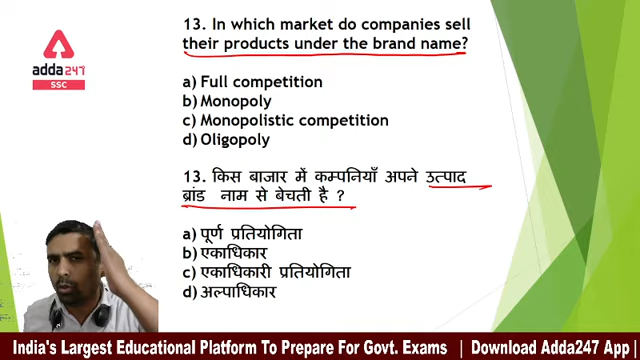 13. In which market do companies sell
their products under the brand name?
adda247
SSC
a) Full competition
b) Monopoly
c) Monopolistic competition
d) Oligopoly
13. किस बाजार में कम्पनियाँ अपने उत्पाद
ब्रांड नाम से बेचती है ?
a) पूर्ण प्रतियोगिता
b) एकाधिकार
c) एकाधिकारी प्रतियोगिता
d) अल्पाधिकार
India's Largest Educational Platform To Prepare For Govt. Exams | Download Adda247 App |